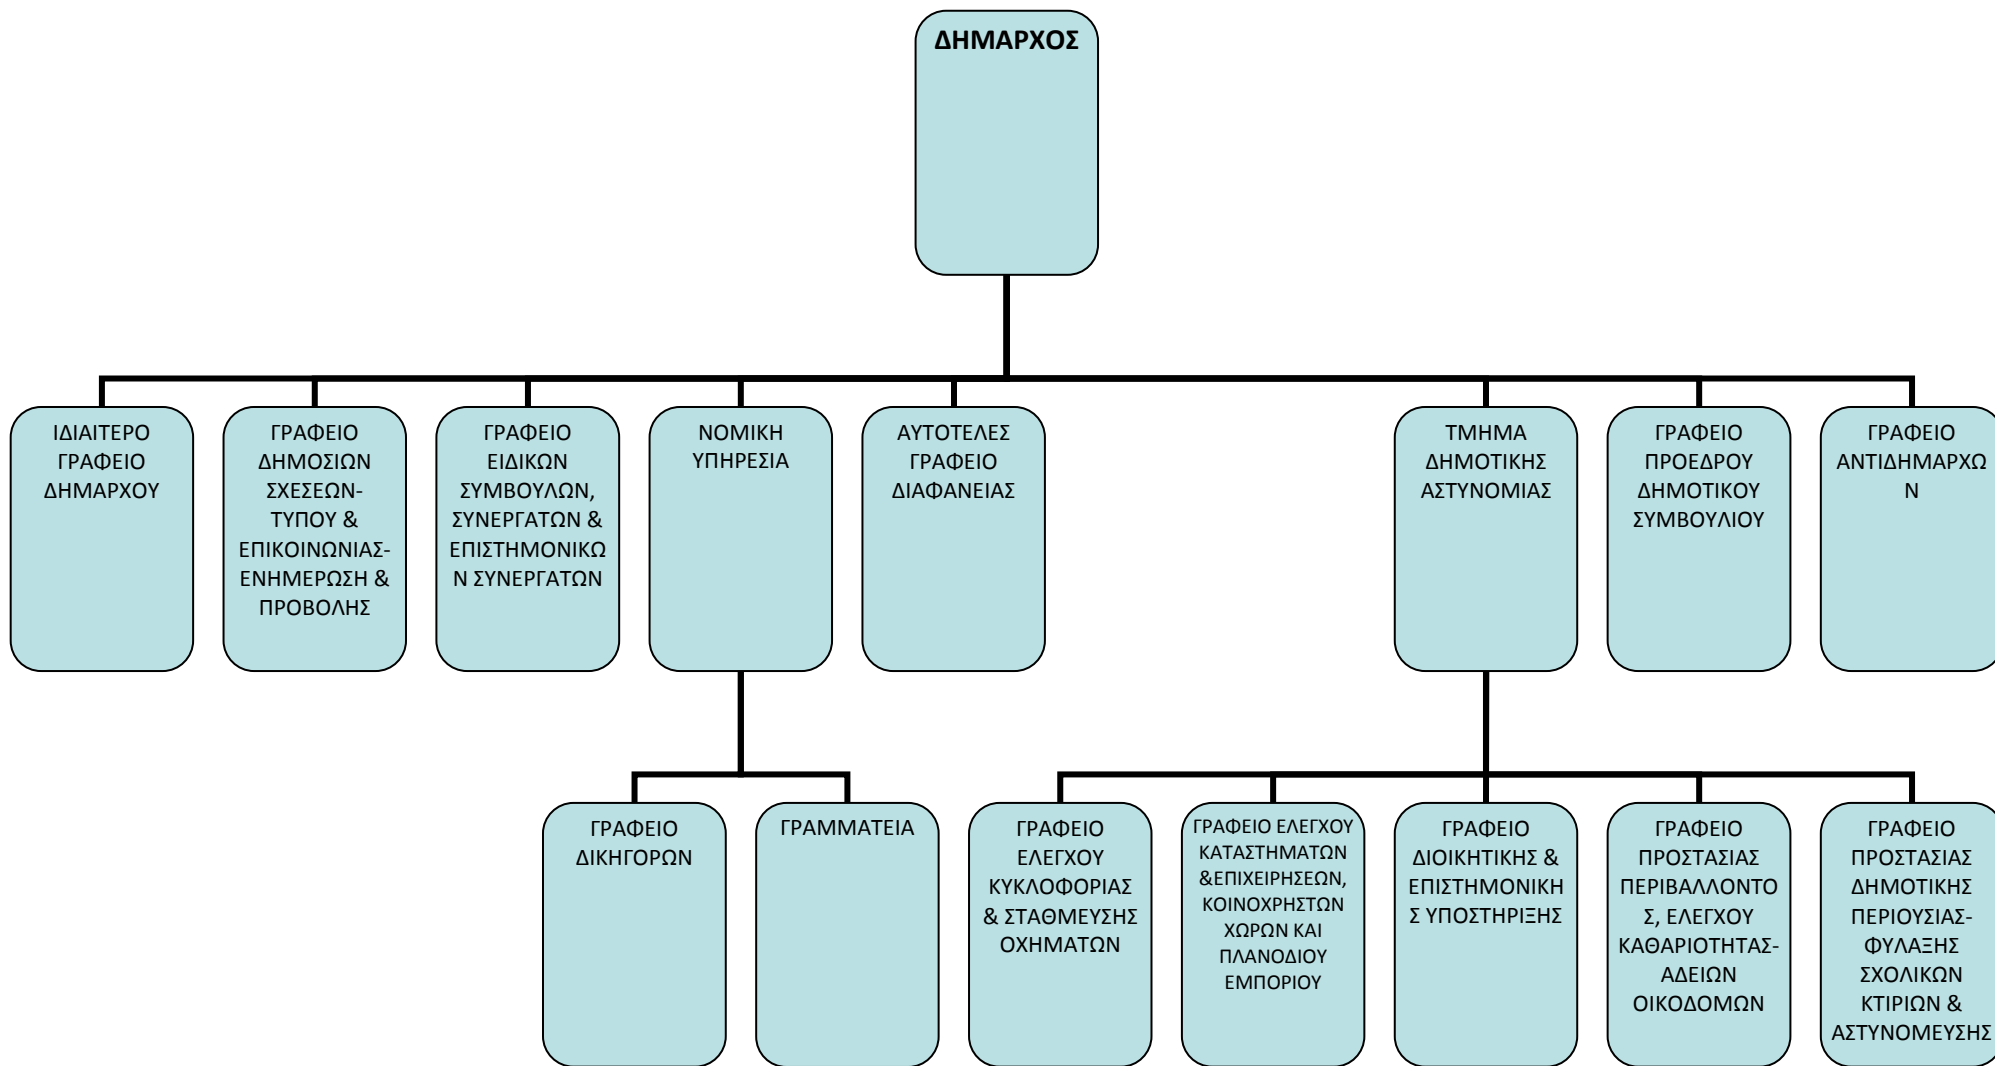 ΔΗΜΑΡΧΟΣ
ΙΔΙΑΙΤΕΡΟ
ΓΡΑΦΕΙΟ
ΔΗΜΑΡΧΟΥ
ΓΡΑΦΕΙΟ
ΔΗΜΟΣΙΩΝ
ΣΧΕΣΕΩΝ-
ΤΥΠΟΥ &
ΕΠΙΚΟΙΝΩΝΙΑΣ-
ΕΝΗΜΕΡΩΣΗ &
ΠΡΟΒΟΛΗΣ
ΓΡΑΦΕΙΟ
ΕΙΔΙΚΩΝ
ΣΥΜΒΟΥΛΩΝ,
ΣΥΝΕΡΓΑΤΩΝ &
ΕΠΙΣΤΗΜΟΝΙΚΩ
Ν ΣΥΝΕΡΓΑΤΩΝ
ΝΟΜΙΚΗ
ΥΠΗΡΕΣΙΑ
ΑΥΤΟΤΕΛΕΣ
ΓΡΑΦΕΙΟ
ΔΙΑΦΑΝΕΙΑΣ
ΤΜΗΜΑ
ΔΗΜΟΤΙΚΗΣ
ΑΣΤΥΝΟΜΙΑΣ
ΓΡΑΦΕΙΟ
ΠΡΟΕΔΡΟΥ
ΔΗΜΟΤΙΚΟΥ
ΣΥΜΒΟΥΛΙΟΥ
ΓΡΑΦΕΙΟ
ΑΝΤΙΔΗΜΑΡΧΩ
Ν
ΓΡΑΦΕΙΟ
ΔΙΚΗΓΟΡΩΝ
ΓΡΑΜΜΑΤΕΙΑ
ΓΡΑΦΕΙΟ
ΕΛΕΓΧΟΥ
ΚΥΚΛΟΦΟΡΙΑΣ
& ΣΤΑΘΜΕΥΣΗΣ
ΟΧΗΜΑΤΩΝ
ΓΡΑΦΕΙΟ ΕΛΕΓΧΟΥ
ΚΑΤΑΣΤΗΜΑΤΩΝ
&ΕΠΙΧΕΙΡΗΣΕΩΝ,
ΚΟΙΝΟΧΡΗΣΤΩΝ
ΧΩΡΩΝ ΚΑΙ
ΠΛΑΝΟΔΙΟΥ
ΕΜΠΟΡΙΟΥ
ΓΡΑΦΕΙΟ
ΔΙΟΙΚΗΤΙΚΗΣ &
ΕΠΙΣΤΗΜΟΝΙΚΗ
Σ ΥΠΟΣΤΗΡΙΞΗΣ
ΓΡΑΦΕΙΟ
ΠΡΟΣΤΑΣΙΑΣ
ΠΕΡΙΒΑΛΛΟΝΤΟ
Σ, ΕΛΕΓΧΟΥ
ΚΑΘΑΡΙΟΤΗΤΑΣ-
ΑΔΕΙΩΝ
ΟΙΚΟΔΟΜΩΝ
ΓΡΑΦΕΙΟ
ΠΡΟΣΤΑΣΙΑΣ
ΔΗΜΟΤΙΚΗΣ
ΠΕΡΙΟΥΣΙΑΣ-
ΦΥΛΑΞΗΣ
ΣΧΟΛΙΚΩΝ
ΚΤΙΡΙΩΝ &
ΑΣΤΥΝΟΜΕΥΣΗΣ